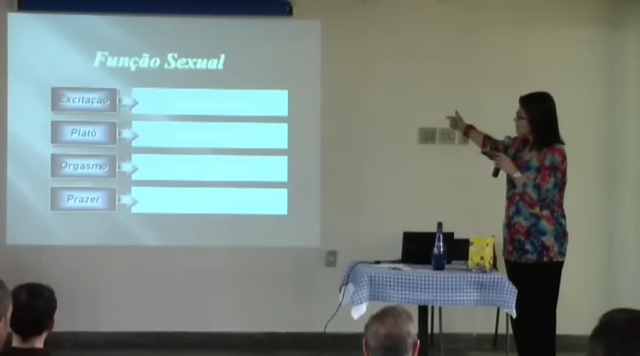 Função Sexual
Excitação
Platô
Orgasmo
Prazer